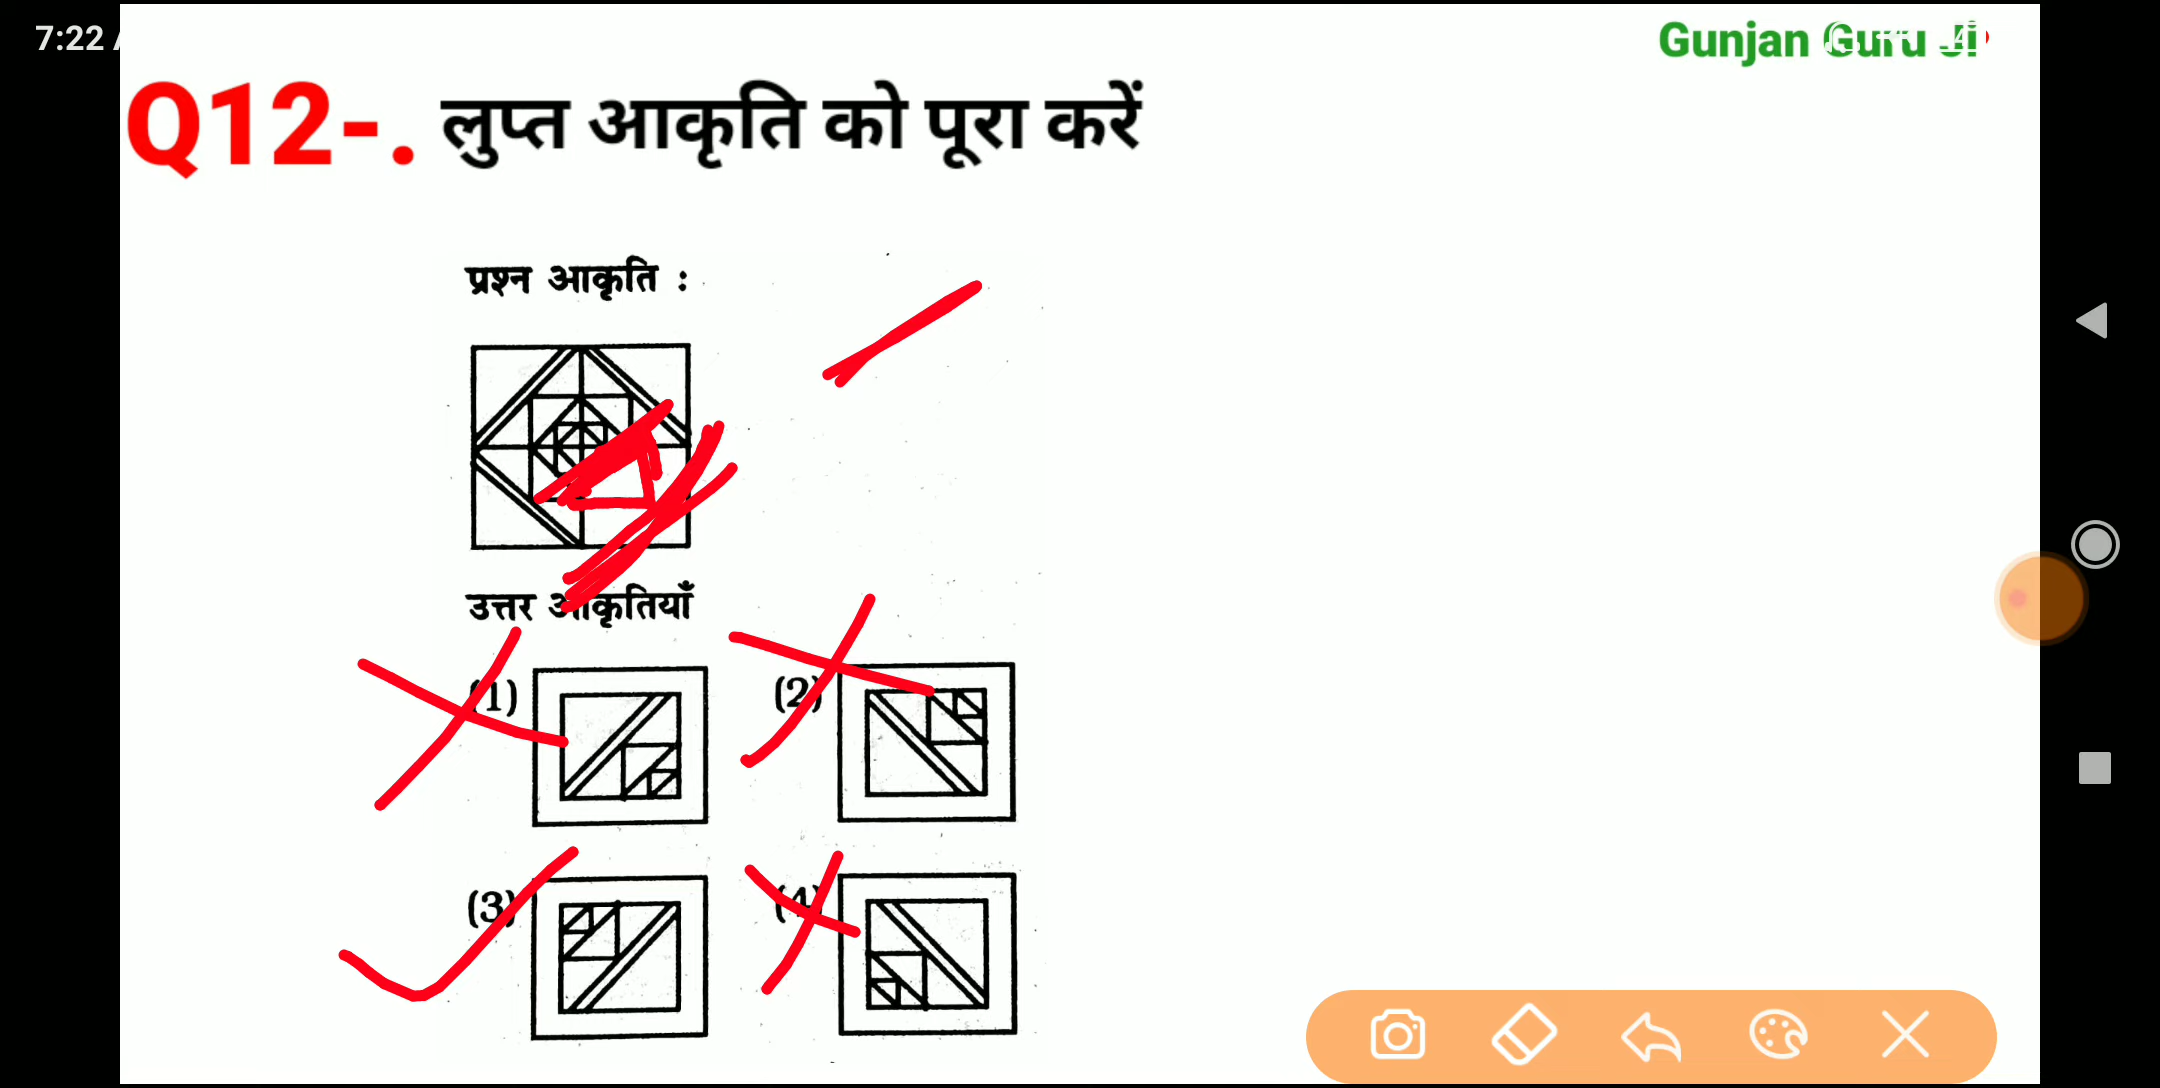 7:22
Gunjan Guru Ji
Q12-. लुप्त आकृति को पूरा करें
प्रश्न आकृति :
उत्तर आकृतियाँ
(1) (2)
(3) (4)